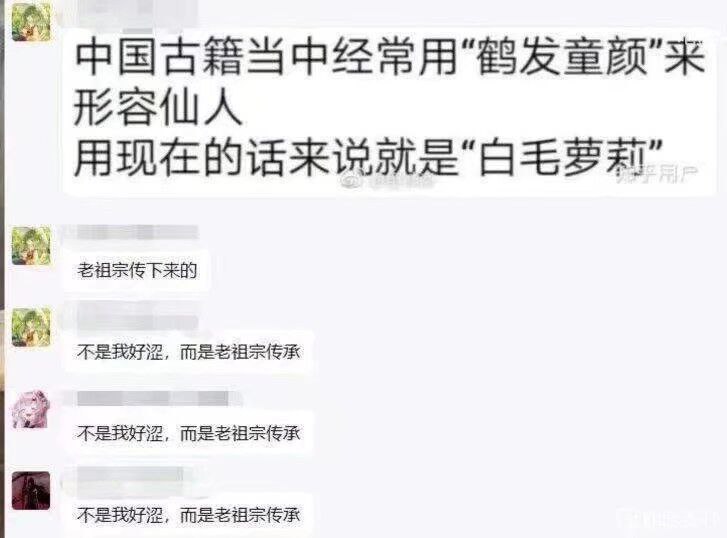 中国古籍当中经常用“鹤发童颜”来
形容仙人
用现在的话来说就是“白毛萝莉”
知乎用户
老祖宗传下来的
不是我好涩，而是老祖宗传承
不是我好涩，而是老祖宗传承
不是我好涩，而是老祖宗传承